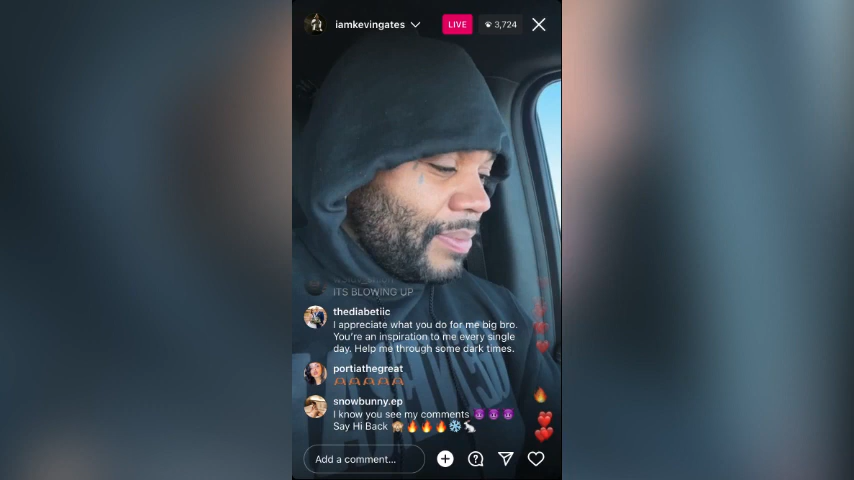 iamkevingates
LIVE
3,724
ITS BLOWING UP
thediabetiic
I appreciate what you do for me big bro.
You're an inspiration to me every single
day. Help me through some dark times.
portiathegreat
🫶🏾🫶🏾🫶🏾🫶🏾🫶🏾
snowbunny.ep
I know you see my comments 😈😈😈
Say Hi Back 🙈🔥🔥🔥❄️🐇
Add a comment...